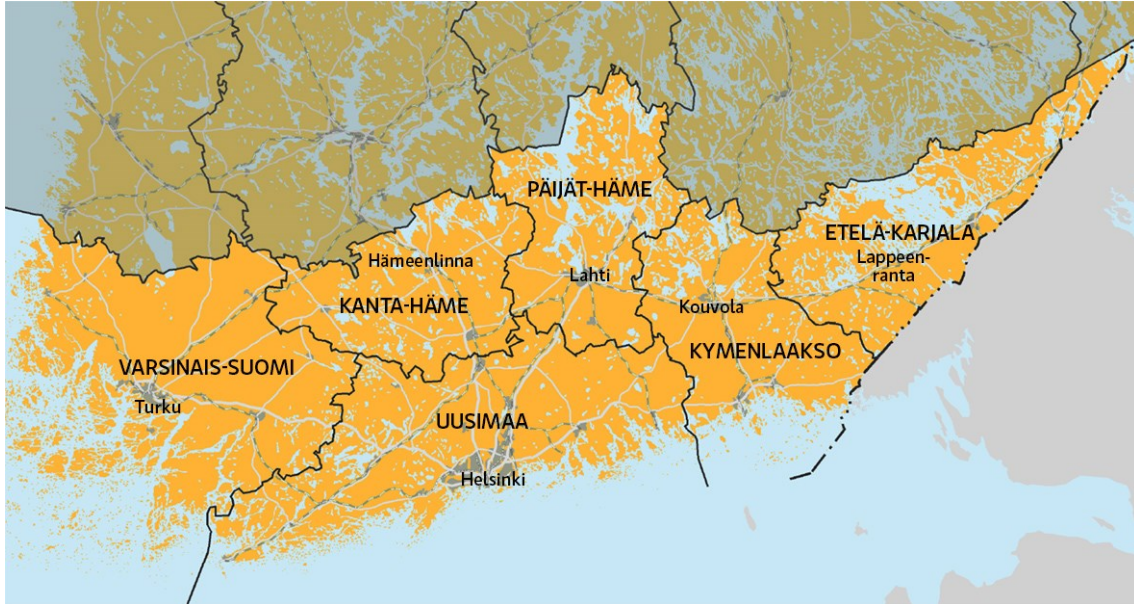 PÄIJÄT-HÄME
ETELÄ-KARJALA
Lappeen-
ranta
Hämeenlinna
Lahti
KANTA-HÄME
Kouvola
KYMENLAAKSO
VARSINAIS-SUOMI
Turku
UUSIMAA
Helsinki